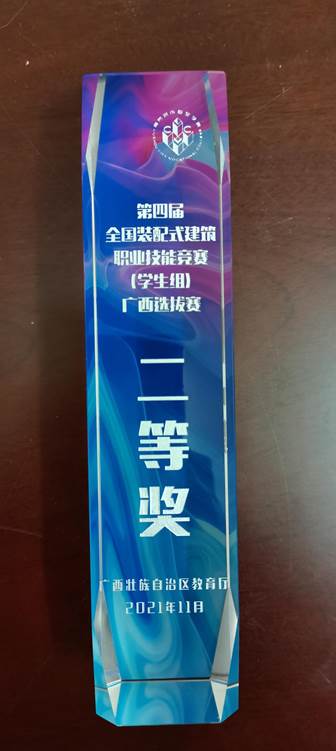 第四届
全国装配式建筑
职业技能竞赛
(学生组)
广西选拔赛
二等奖
广西壮族自治区教育厅
2021年11月